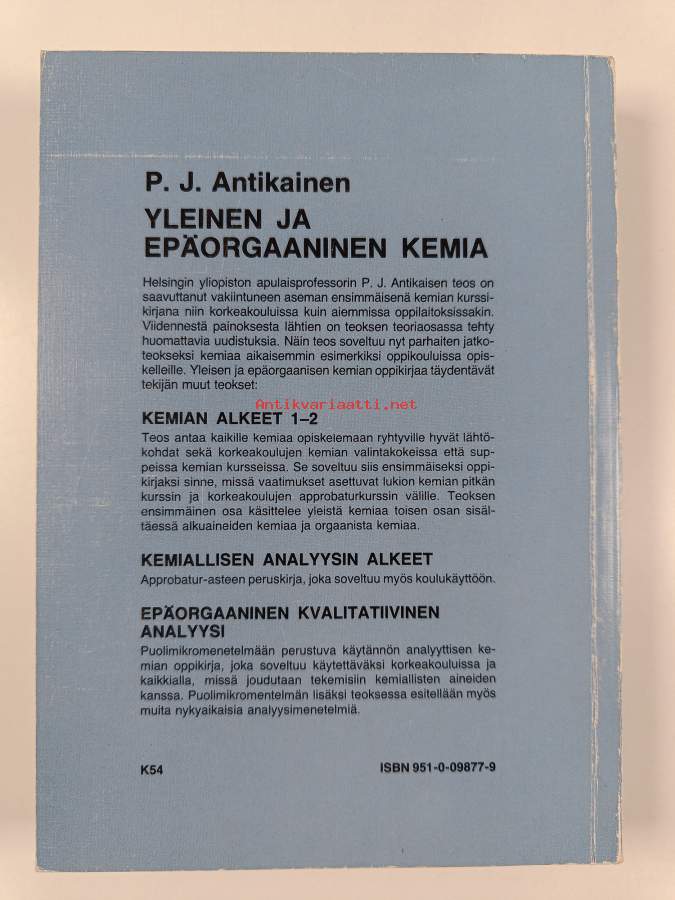 P. J. Antikainen
YLEINEN JA
EPÄORGAANINEN KEMIA
Helsingin yliopiston apulaisprofessorin P. J. Antikaisen teos on
saavuttanut vakiintuneen aseman ensimmäisenä kemian kurssi-
kirjana niin korkeakouluissa kuin aiemmissa oppilaitoksissakin.
Viidennestä painoksesta lähtien on teoksen teoriaosassa tehty
huomattavia uudistuksia. Näin teos soveltuu nyt parhaiten jatko-
teokseksi kemiaa aikaisemmin esimerkiksi oppikouluissa opis-
kelleille. Yleisen ja epäorgaanisen kemian oppikirjaa täydentävät
tekijän muut teokset:
Antikvariaatti.net
KEMIAN ALKEET 1–2
Teos antaa kaikille kemiaa opiskelemaan ryhtyville hyvät lähtö-
kohdat sekä korkeakoulujen kemian valintakokeissa että sup-
peissa kemian kursseissa. Se soveltuu siis ensimmäiseksi oppi-
kirjaksi sinne, missä vaatimukset asettuvat lukion kemian pitkän
kurssin ja korkeakoulujen approbaturkurssin välille. Teoksen
ensimmäinen osa käsittelee yleistä kemiaa toisen osan sisäl-
täessä alkuaineiden kemiaa ja orgaanista kemiaa.
KEMIALLISEN ANALYYSIN ALKEET
Approbatur-asteen peruskirja, joka soveltuu myös koulukäyttöön.
EPÄORGAANINEN KVALITATIIVINEN
ANALYYSI
Puolimikromenetelmään perustuva käytännön analyyttisen ke-
mian oppikirja, joka soveltuu käytettäväksi korkeakouluissa ja
kaikkialla, missä joudutaan tekemisiin kemiallisten aineiden
kanssa. Puolimikromentelmän lisäksi teoksessa esitellään myös
muita nykyaikaisia analyysimenetelmiä.
K54
ISBN 951-0-09877-9